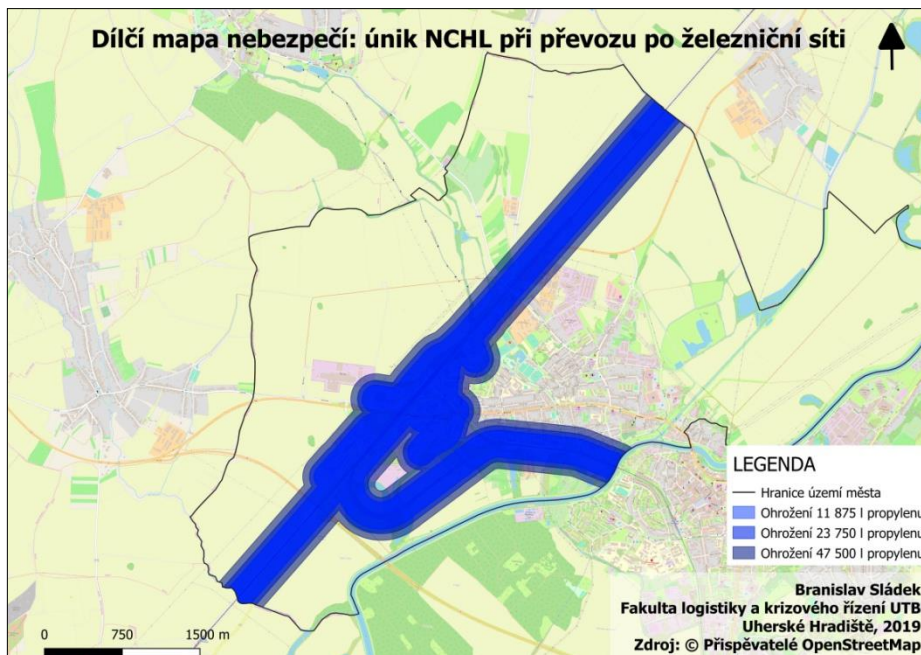 Dílčí mapa nebezpečí: únik NCHL při převozu po železniční síti
LEGENDA
Hranice území města
Ohrožení 11 875 l propylenu
Ohrožení 23 750 l propylenu
Ohrožení 47 500 l propylenu
Branislav Sládek
Fakulta logistiky a krizového řízení UTB
Uherské Hradiště, 2019
Zdroj: © Přispěvatelé OpenStreetMap
0 750 1500 m